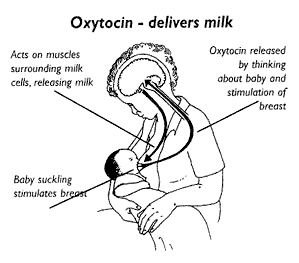 Oxytocin - delivers milk
Acts on muscles
surrounding milk
cells, releasing milk
Oxytocin released
by thinking
about baby and
stimulation of
breast
Baby suckling
stimulates breast